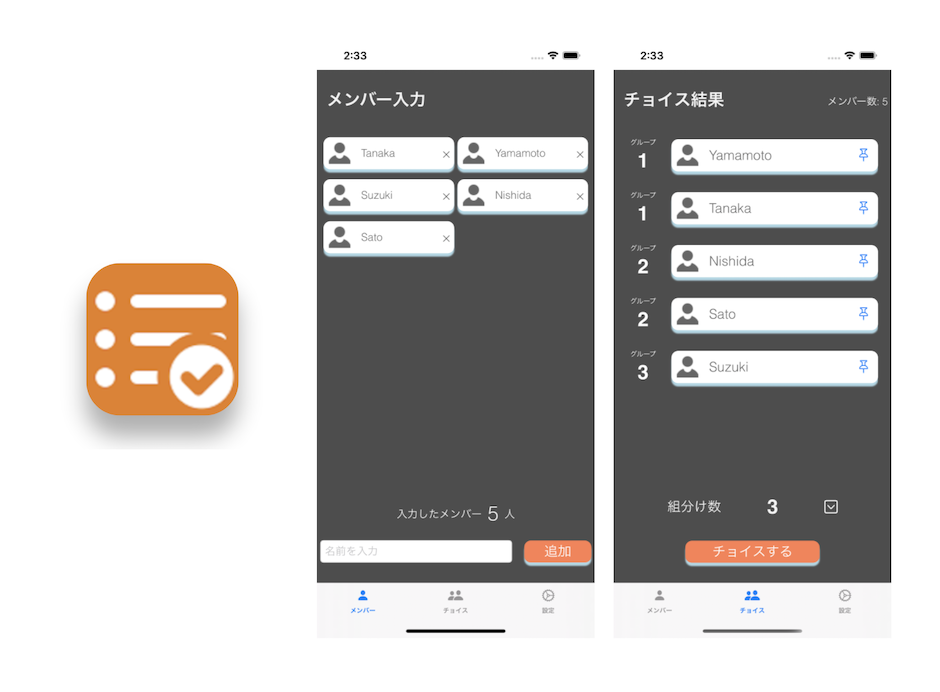 2:33
メンバー入力
Tanaka ×
Yamamoto ×
Suzuki ×
Nishida ×
Sato ×
入力したメンバー 5 人
名前を入力
追加
メンバー
チョイス
設定
2:33
チョイス結果
メンバー数: 5
グループ
1
Yamamoto
グループ
1
Tanaka
グループ
2
Nishida
グループ
2
Sato
グループ
3
Suzuki
組分け数 3
チョイスする
メンバー
チョイス
設定